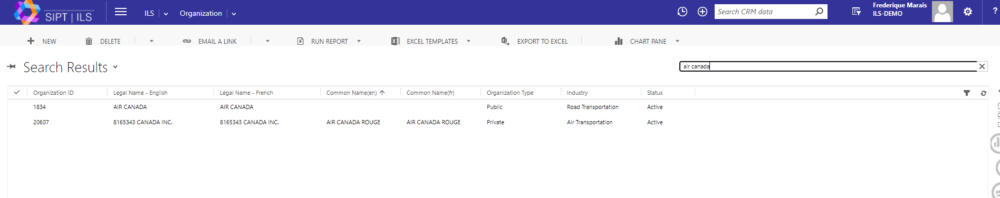 SIPT | ILS
ILS
Organization
Search CRM data
Frederique Marais
ILS-DEMO
?
NEW
DELETE
EMAIL A LINK
RUN REPORT
EXCEL TEMPLATES
EXPORT TO EXCEL
CHART PANE
Search Results
air canada
Organization ID Legal Name - English Legal Name - French Common Name(en) Common Name(fr) Organization Type Industry Status
1834 AIR CANADA AIR CANADA Public Road Transportation Active
20607 8165343 CANADA INC. 8165343 CANADA INC. AIR CANADA ROUGE AIR CANADA ROUGE Private Air Transportation Active